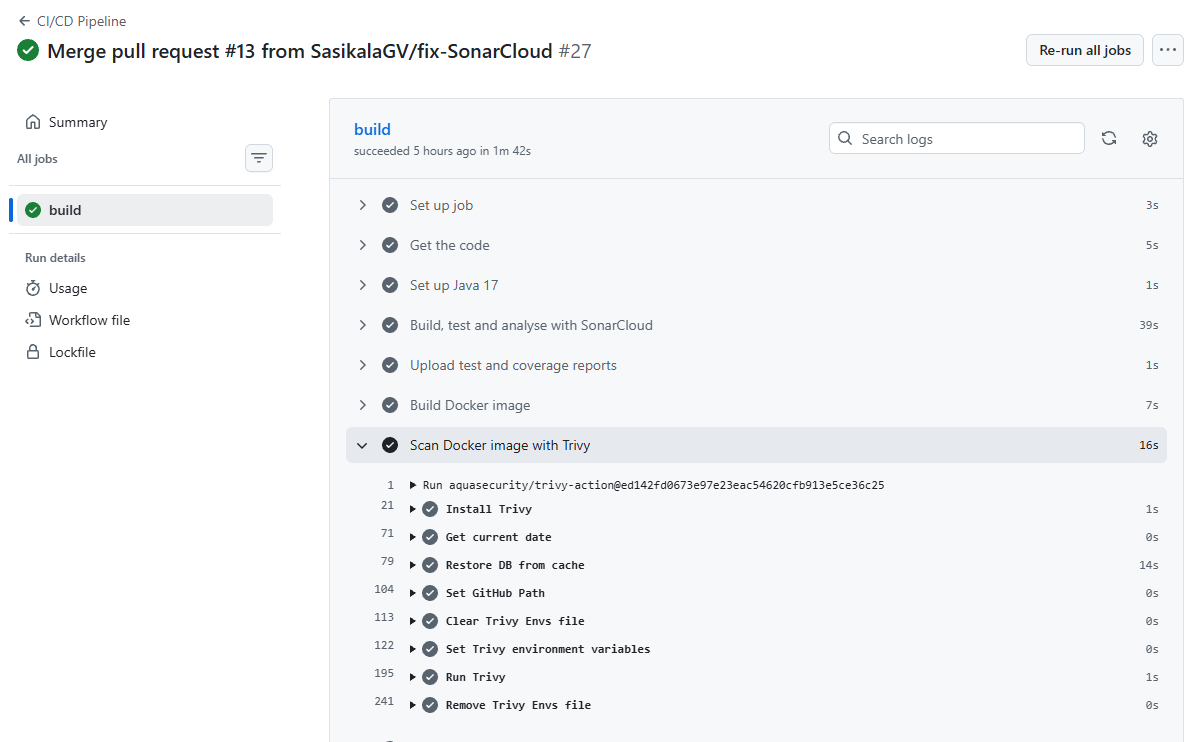 CI/CD Pipeline
Merge pull request #13 from SasikalaGV/fix-SonarCloud #27
Re-run all jobs
Summary
All jobs
build
Run details
Usage
Workflow file
Lockfile
build
succeeded 5 hours ago in 1m 42s
Search logs
Set up job 3s
Get the code 5s
Set up Java 17 1s
Build, test and analyse with SonarCloud 39s
Upload test and coverage reports 1s
Build Docker image 7s
Scan Docker image with Trivy 16s
1 Run aquasecurity/trivy-action@ed142fd0673e97e23eac54620cfb913e5ce36c25
21 Install Trivy 1s
71 Get current date 0s
79 Restore DB from cache 14s
104 Set GitHub Path 0s
113 Clear Trivy Envs file 0s
122 Set Trivy environment variables 0s
195 Run Trivy 1s
241 Remove Trivy Envs file 0s